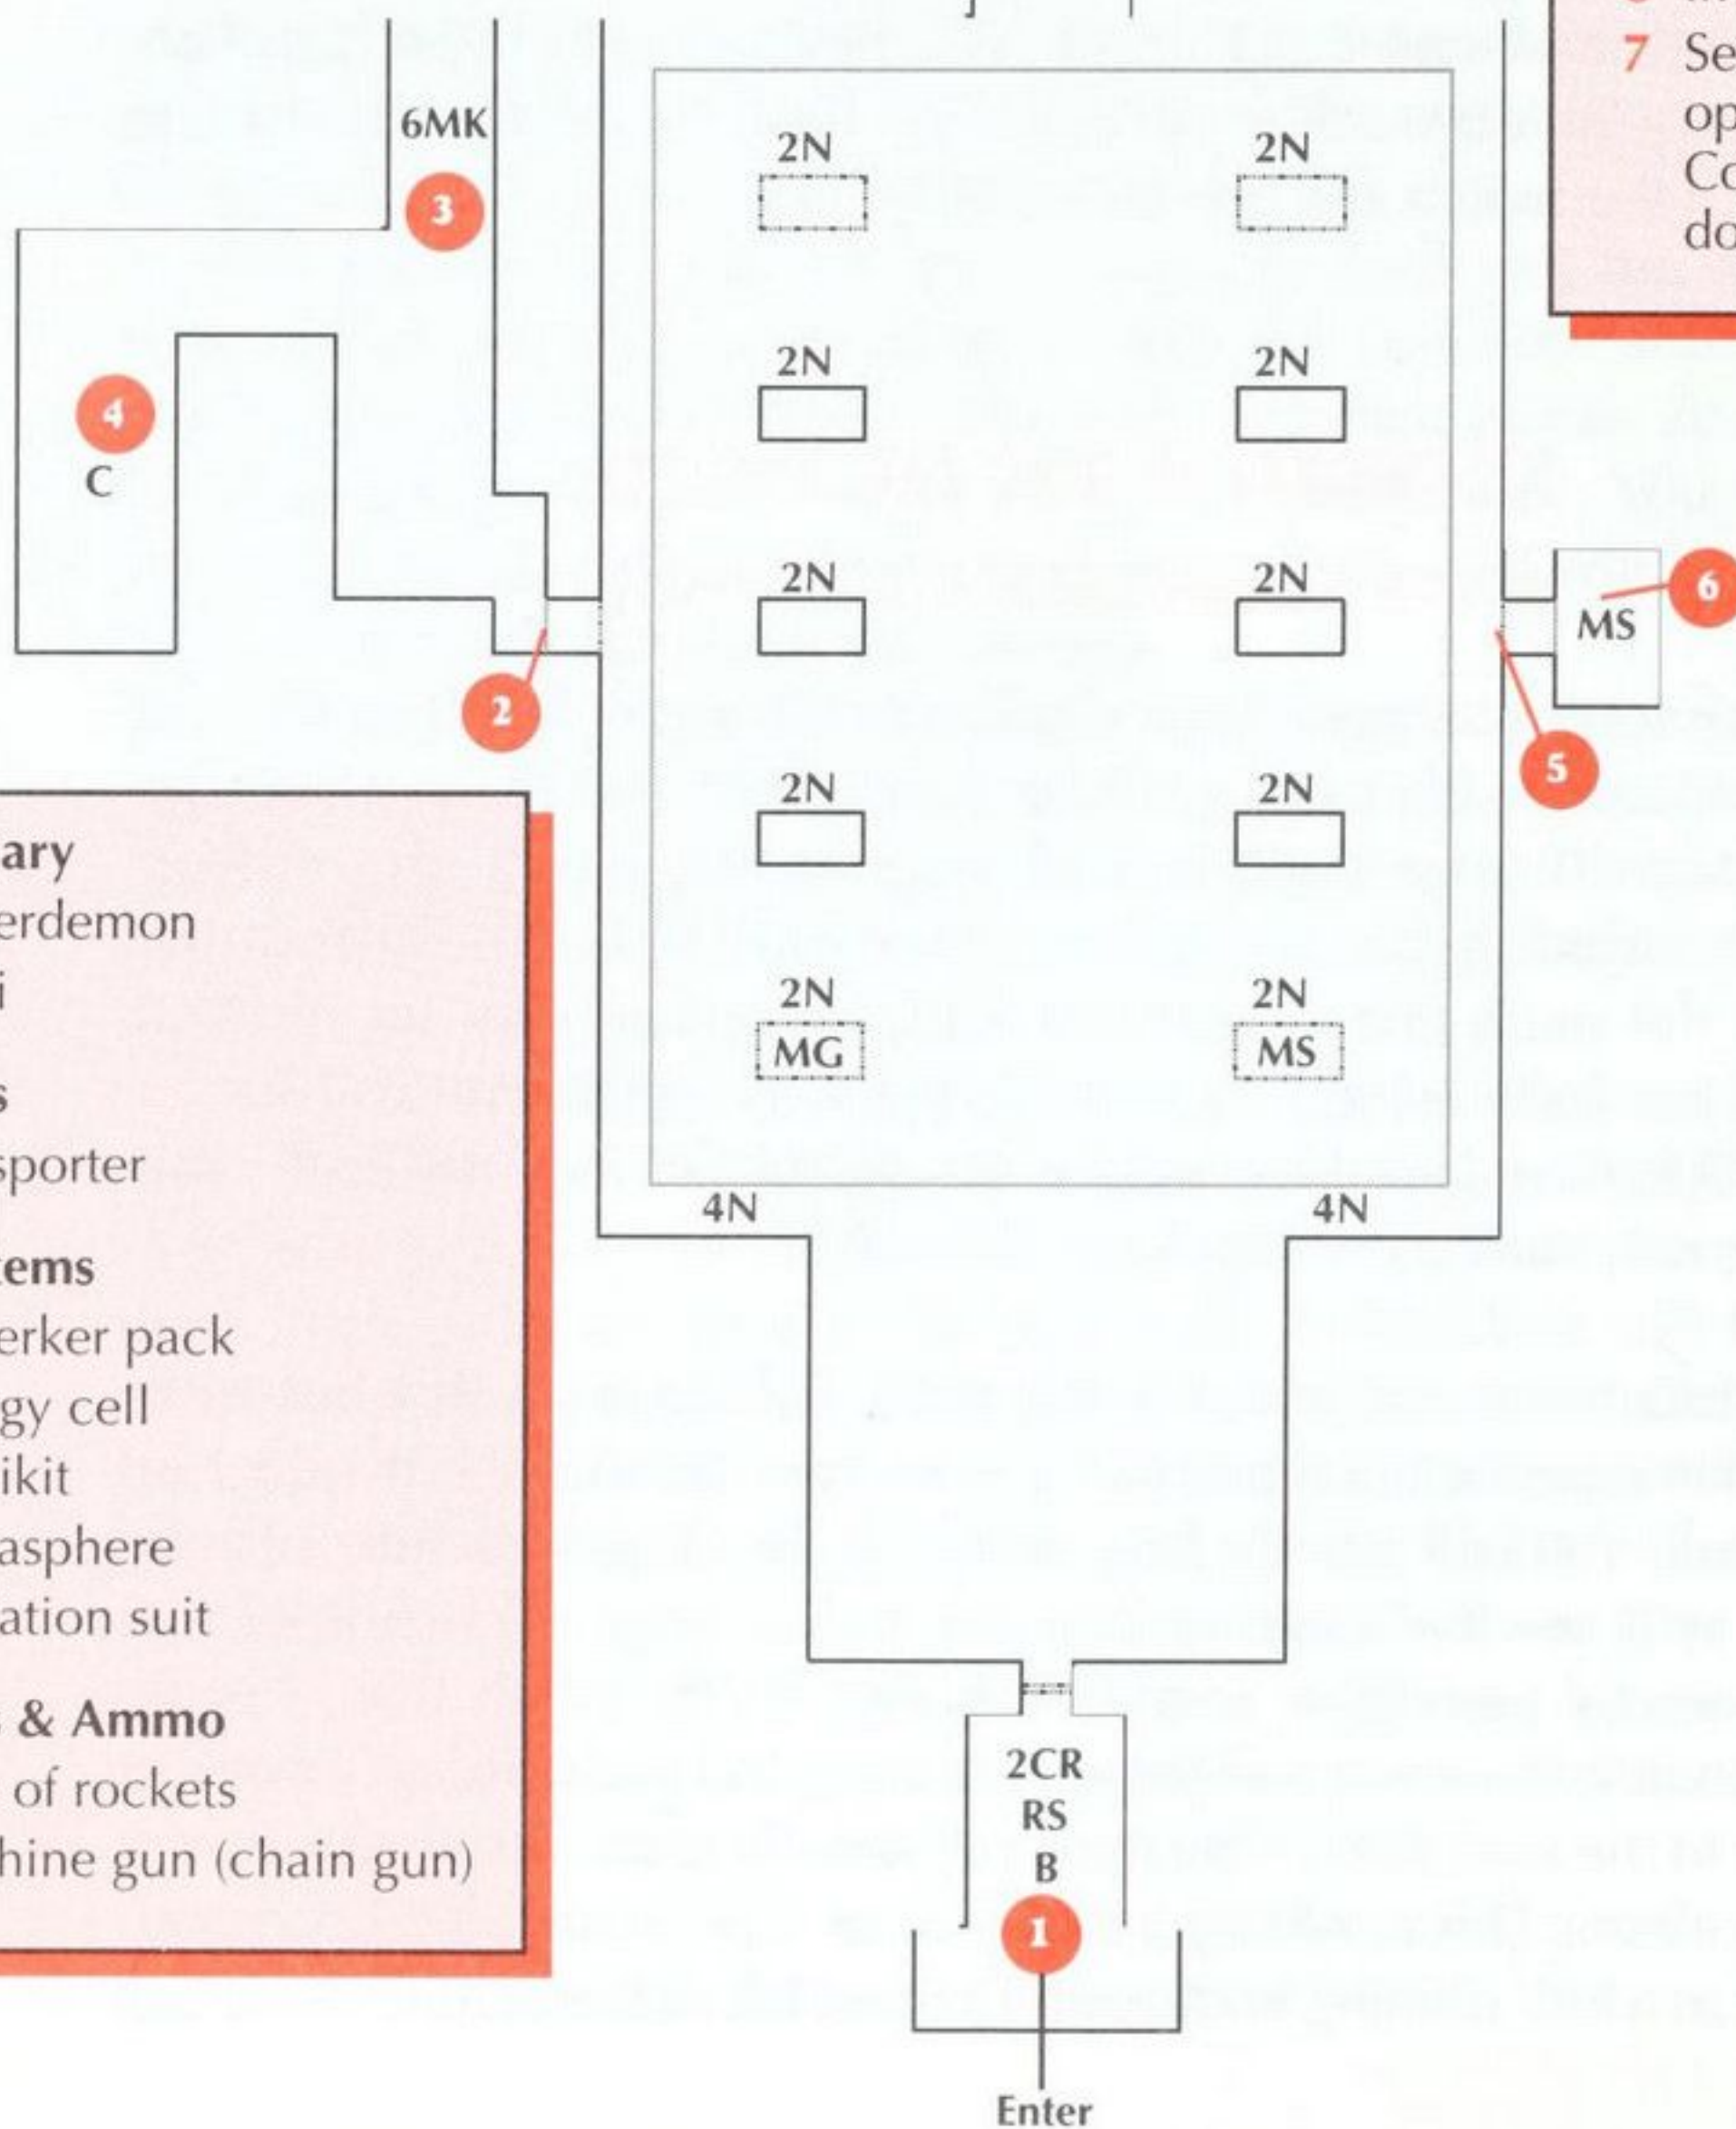 7 Se
op
Co
do
6MK
3
2N 2N
2N 2N
4
C
2N 2N
MS 6
2
5
2N 2N
2N 2N
MG MS
4N 4N
ary
erdemon
i
s
sporter
tems
erker pack
gy cell
ikit
asphere
ation suit
& Ammo
of rockets
hine gun (chain gun)
2CR
RS
B
1
Enter